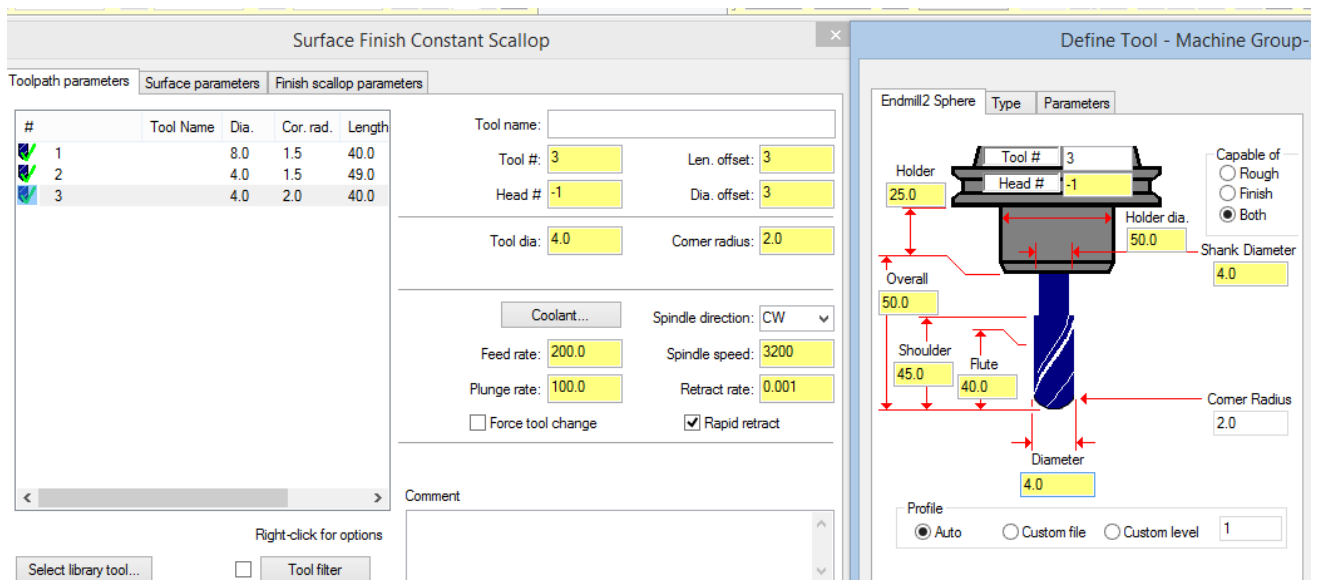 Surface Finish Constant Scallop
Toolpath parameters Surface parameters Finish scallop parameters
# Tool Name Dia. Cor. rad. Length
1 8.0 1.5 40.0
2 4.0 1.5 49.0
3 4.0 2.0 40.0
Tool name:
Tool #: 3 Len. offset: 3
Head # -1 Dia. offset: 3
Tool dia: 4.0 Corner radius: 2.0
Coolant... Spindle direction: CW
Feed rate: 200.0 Spindle speed: 3200
Plunge rate: 100.0 Retract rate: 0.001
Force tool change Rapid retract
Comment
Right-click for options
Select library tool... Tool filter
Define Tool - Machine Group-
Endmill2 Sphere Type Parameters
Tool # 3
Head # -1
Holder
25.0
Capable of
Rough
Finish
Both
Holder dia.
50.0
Shank Diameter
4.0
Overall
50.0
Shoulder
45.0
Flute
40.0
Corner Radius
2.0
Diameter
4.0
Profile
Auto Custom file Custom level 1